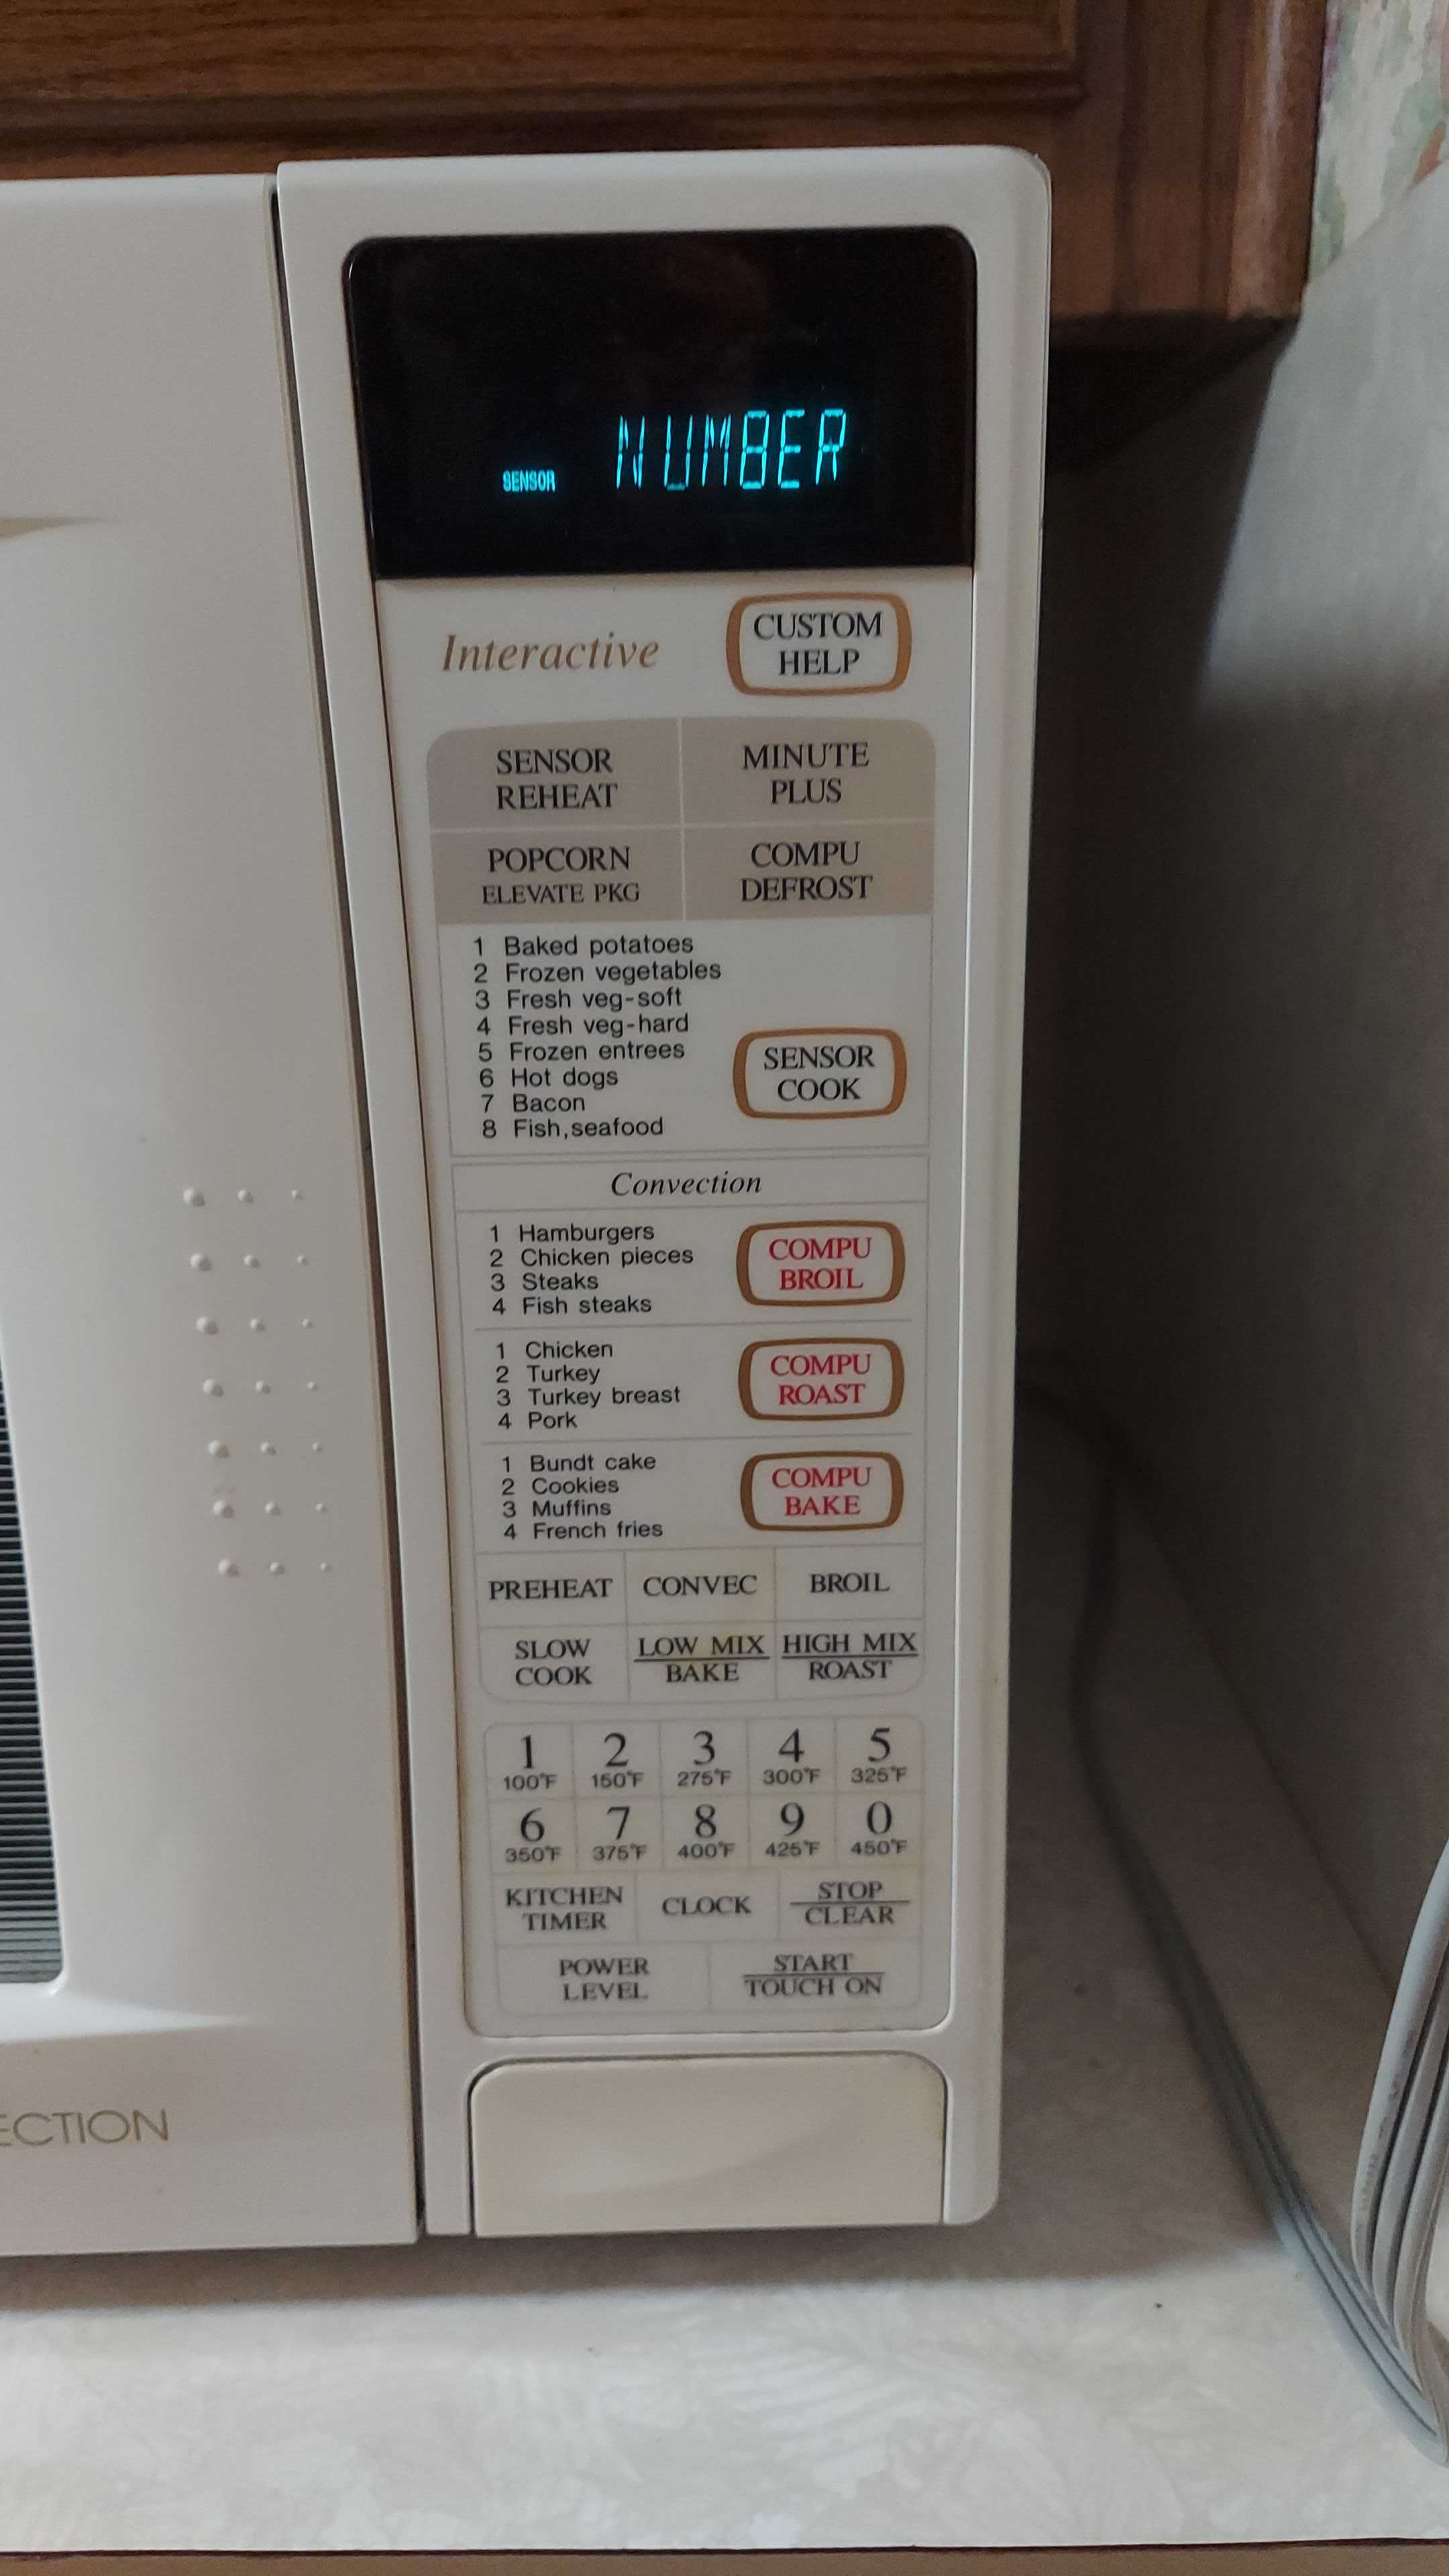 SENSOR NUMBER
Interactive
CUSTOM
HELP
SENSOR
REHEAT
MINUTE
PLUS
POPCORN
ELEVATE PKG
COMPU
DEFROST
1 Baked potatoes
2 Frozen vegetables
3 Fresh veg-soft
4 Fresh veg-hard
5 Frozen entrees
6 Hot dogs
7 Bacon
8 Fish,seafood
SENSOR
COOK
Convection
1 Hamburgers
2 Chicken pieces
3 Steaks
4 Fish steaks
COMPU
BROIL
1 Chicken
2 Turkey
3 Turkey breast
4 Pork
COMPU
ROAST
1 Bundt cake
2 Cookies
3 Muffins
4 French fries
COMPU
BAKE
PREHEAT
CONVEC
BROIL
SLOW
COOK
LOW MIX
BAKE
HIGH MIX
ROAST
1 2 3 4 5
100°F 150°F 275°F 300°F 325°F
6 7 8 9 0
350°F 375°F 400°F 425°F 450°F
KITCHEN
TIMER
CLOCK
STOP
CLEAR
POWER
LEVEL
START
TOUCH ON
ECTION